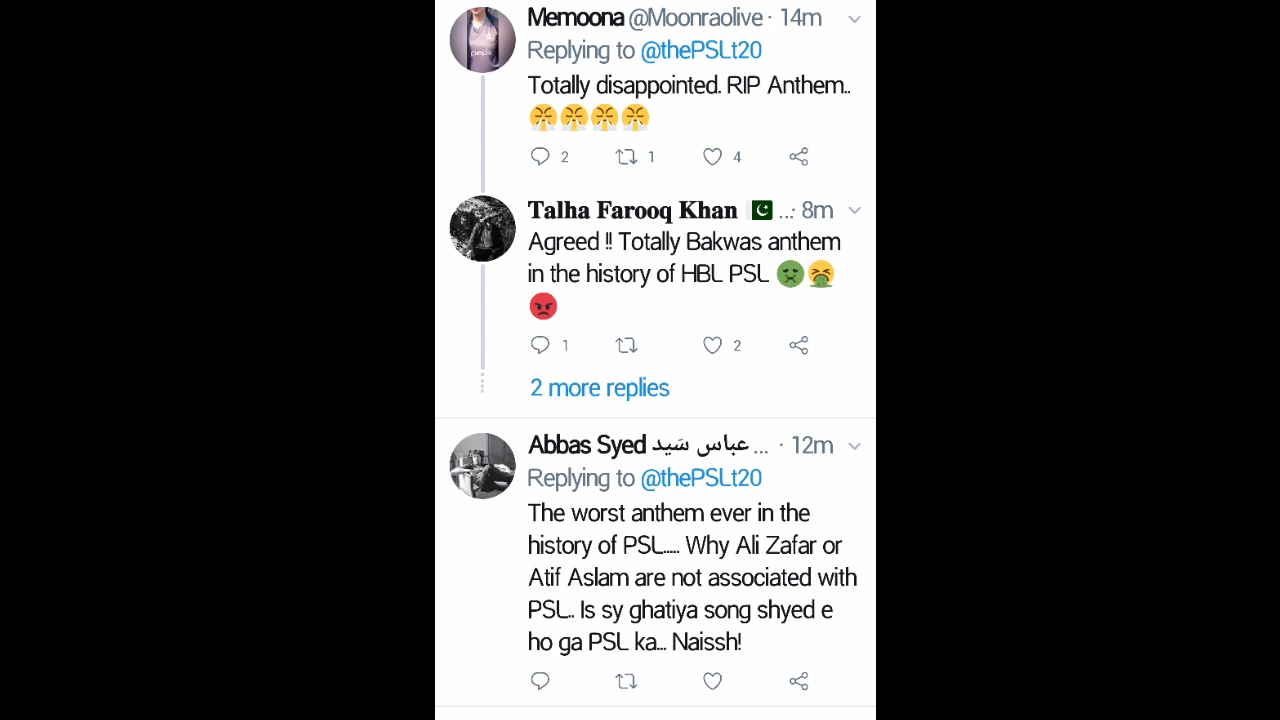 Memoona @Moonraolive · 14m
Replying to @thePSLt20
Totally disappointed. RIP Anthem..
😤😤😤😤
2 1 4
Talha Farooq Khan 🇵🇰 ...· 8m
Agreed !! Totally Bakwas anthem
in the history of HBL PSL 🤢🤮
😡
1 2
2 more replies
Abbas Syed عباس سَید ... · 12m
Replying to @thePSLt20
The worst anthem ever in the
history of PSL..... Why Ali Zafar or
Atif Aslam are not associated with
PSL.. Is sy ghatiya song shyed e
ho ga PSL ka... Naissh!